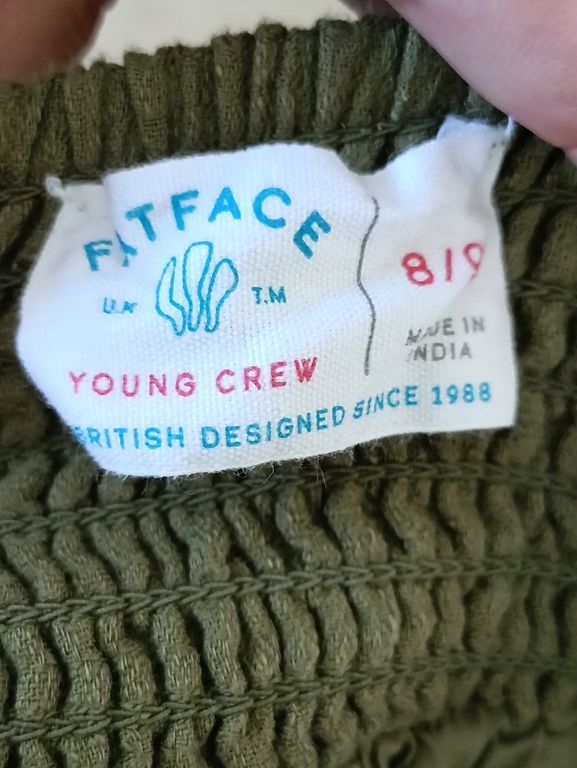 FATFACE
U.K T.M
YOUNG CREW
BRITISH DESIGNED SINCE 1988
8/9
MADE IN
INDIA